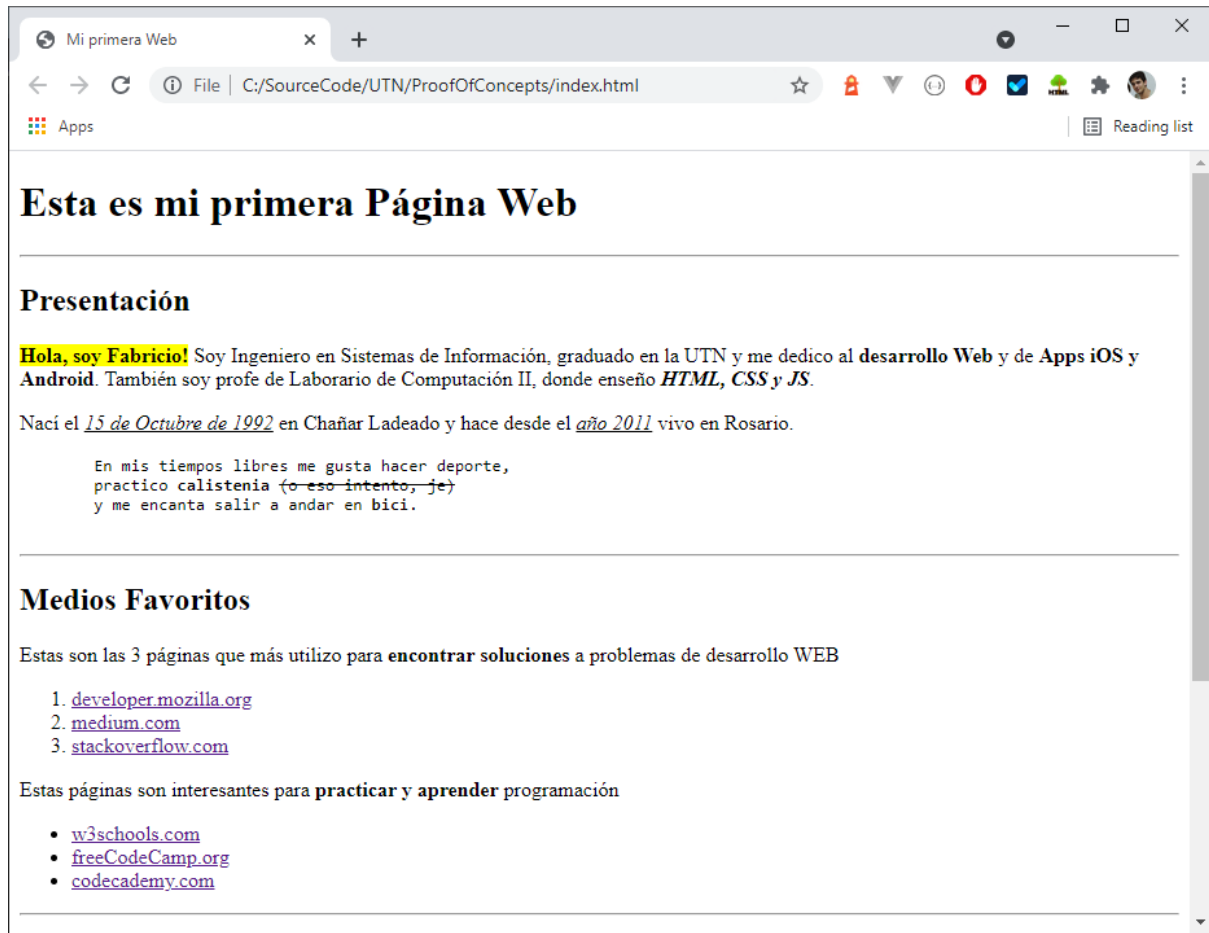 Mi primera Web
File
C:/SourceCode/UTN/ProofOfConcepts/index.html
HTML
Apps
Reading list
Esta es mi primera Página Web
Presentación
Hola, soy Fabricio! Soy Ingeniero en Sistemas de Información, graduado en la UTN y me dedico al desarrollo Web y de Apps iOS y
Android. También soy profe de Laborario de Computación II, donde enseño HTML, CSS y JS.
Nací el 15 de Octubre de 1992 en Chañar Ladeado y hace desde el año 2011 vivo en Rosario.
En mis tiempos libres me gusta hacer deporte,
practico calistenia (o eso intento, je)
y me encanta salir a andar en bici.
Medios Favoritos
Estas son las 3 páginas que más utilizo para encontrar soluciones a problemas de desarrollo WEB
1. developer.mozilla.org
2. medium.com
3. stackoverflow.com
Estas páginas son interesantes para practicar y aprender programación
• w3schools.com
• freeCodeCamp.org
• codecademy.com